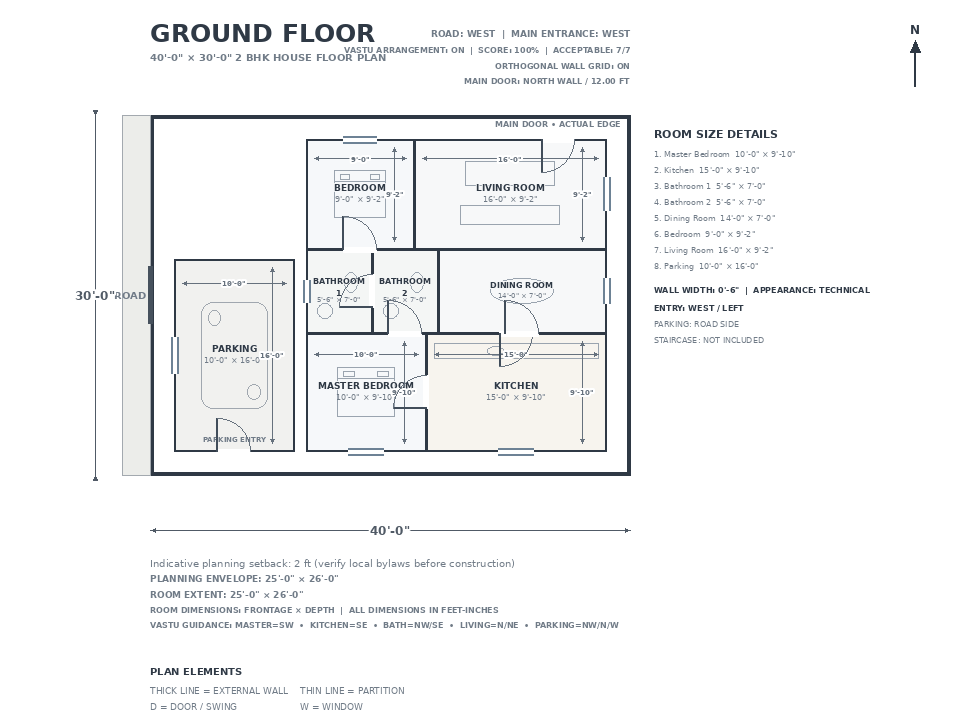 GROUND FLOOR
40'-0" × 30'-0" 2 BHK HOUSE FLOOR PLAN
ROAD: WEST | MAIN ENTRANCE: WEST
VASTU ARRANGEMENT: ON | SCORE: 100% | ACCEPTABLE: 7/7
ORTHOGONAL WALL GRID: ON
MAIN DOOR: NORTH WALL / 12.00 FT
N
MAIN DOOR • ACTUAL EDGE
9'-0"
16'-0"
BEDROOM
9'-0" × 9'-2"
9'-2"
LIVING ROOM
16'-0" × 9'-2"
9'-2"
BATHROOM
1
5'-6" × 7'-0"
BATHROOM
2
5'-6" × 7'-0"
DINING ROOM
14'-0" × 7'-0"
10'-0"
30'-0"
ROAD
PARKING
10'-0" × 16'-0"
16'-0"
PARKING ENTRY
10'-0"
MASTER BEDROOM
10'-0" × 9'-10"
9'-10"
15'-0"
KITCHEN
15'-0" × 9'-10"
9'-10"
ROOM SIZE DETAILS
1. Master Bedroom 10'-0" × 9'-10"
2. Kitchen 15'-0" × 9'-10"
3. Bathroom 1 5'-6" × 7'-0"
4. Bathroom 2 5'-6" × 7'-0"
5. Dining Room 14'-0" × 7'-0"
6. Bedroom 9'-0" × 9'-2"
7. Living Room 16'-0" × 9'-2"
8. Parking 10'-0" × 16'-0"
WALL WIDTH: 0'-6" | APPEARANCE: TECHNICAL
ENTRY: WEST / LEFT
PARKING: ROAD SIDE
STAIRCASE: NOT INCLUDED
40'-0"
Indicative planning setback: 2 ft (verify local bylaws before construction)
PLANNING ENVELOPE: 25'-0" × 26'-0"
ROOM EXTENT: 25'-0" × 26'-0"
ROOM DIMENSIONS: FRONTAGE × DEPTH | ALL DIMENSIONS IN FEET-INCHES
VASTU GUIDANCE: MASTER=SW • KITCHEN=SE • BATH=NW/SE • LIVING=N/NE • PARKING=NW/N/W
PLAN ELEMENTS
THICK LINE = EXTERNAL WALL THIN LINE = PARTITION
D = DOOR / SWING W = WINDOW